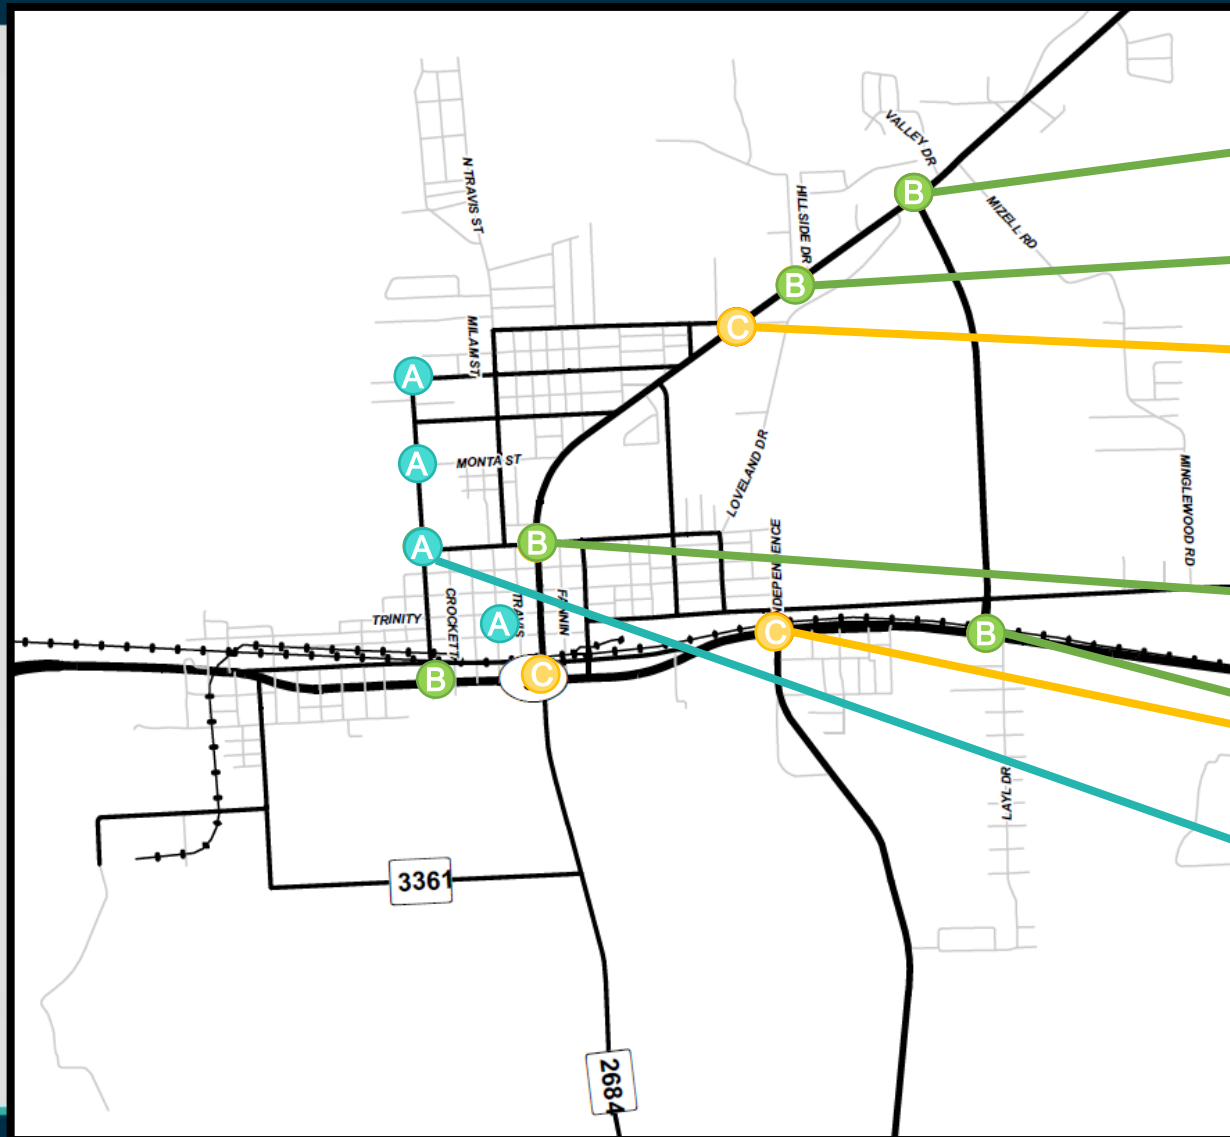 VALLEY DR
N TRAVIS ST
B
HILLSIDE DR
MIZELL RD
B
MILAM ST
C
A
LOVELAND DR
MONTA ST
A
MINGLEWOOD RD
A
B
CROCKETT
TRAVIS
FANNIN
TRINITY
A
C
B
B
C
LAYL DR
3361
2684